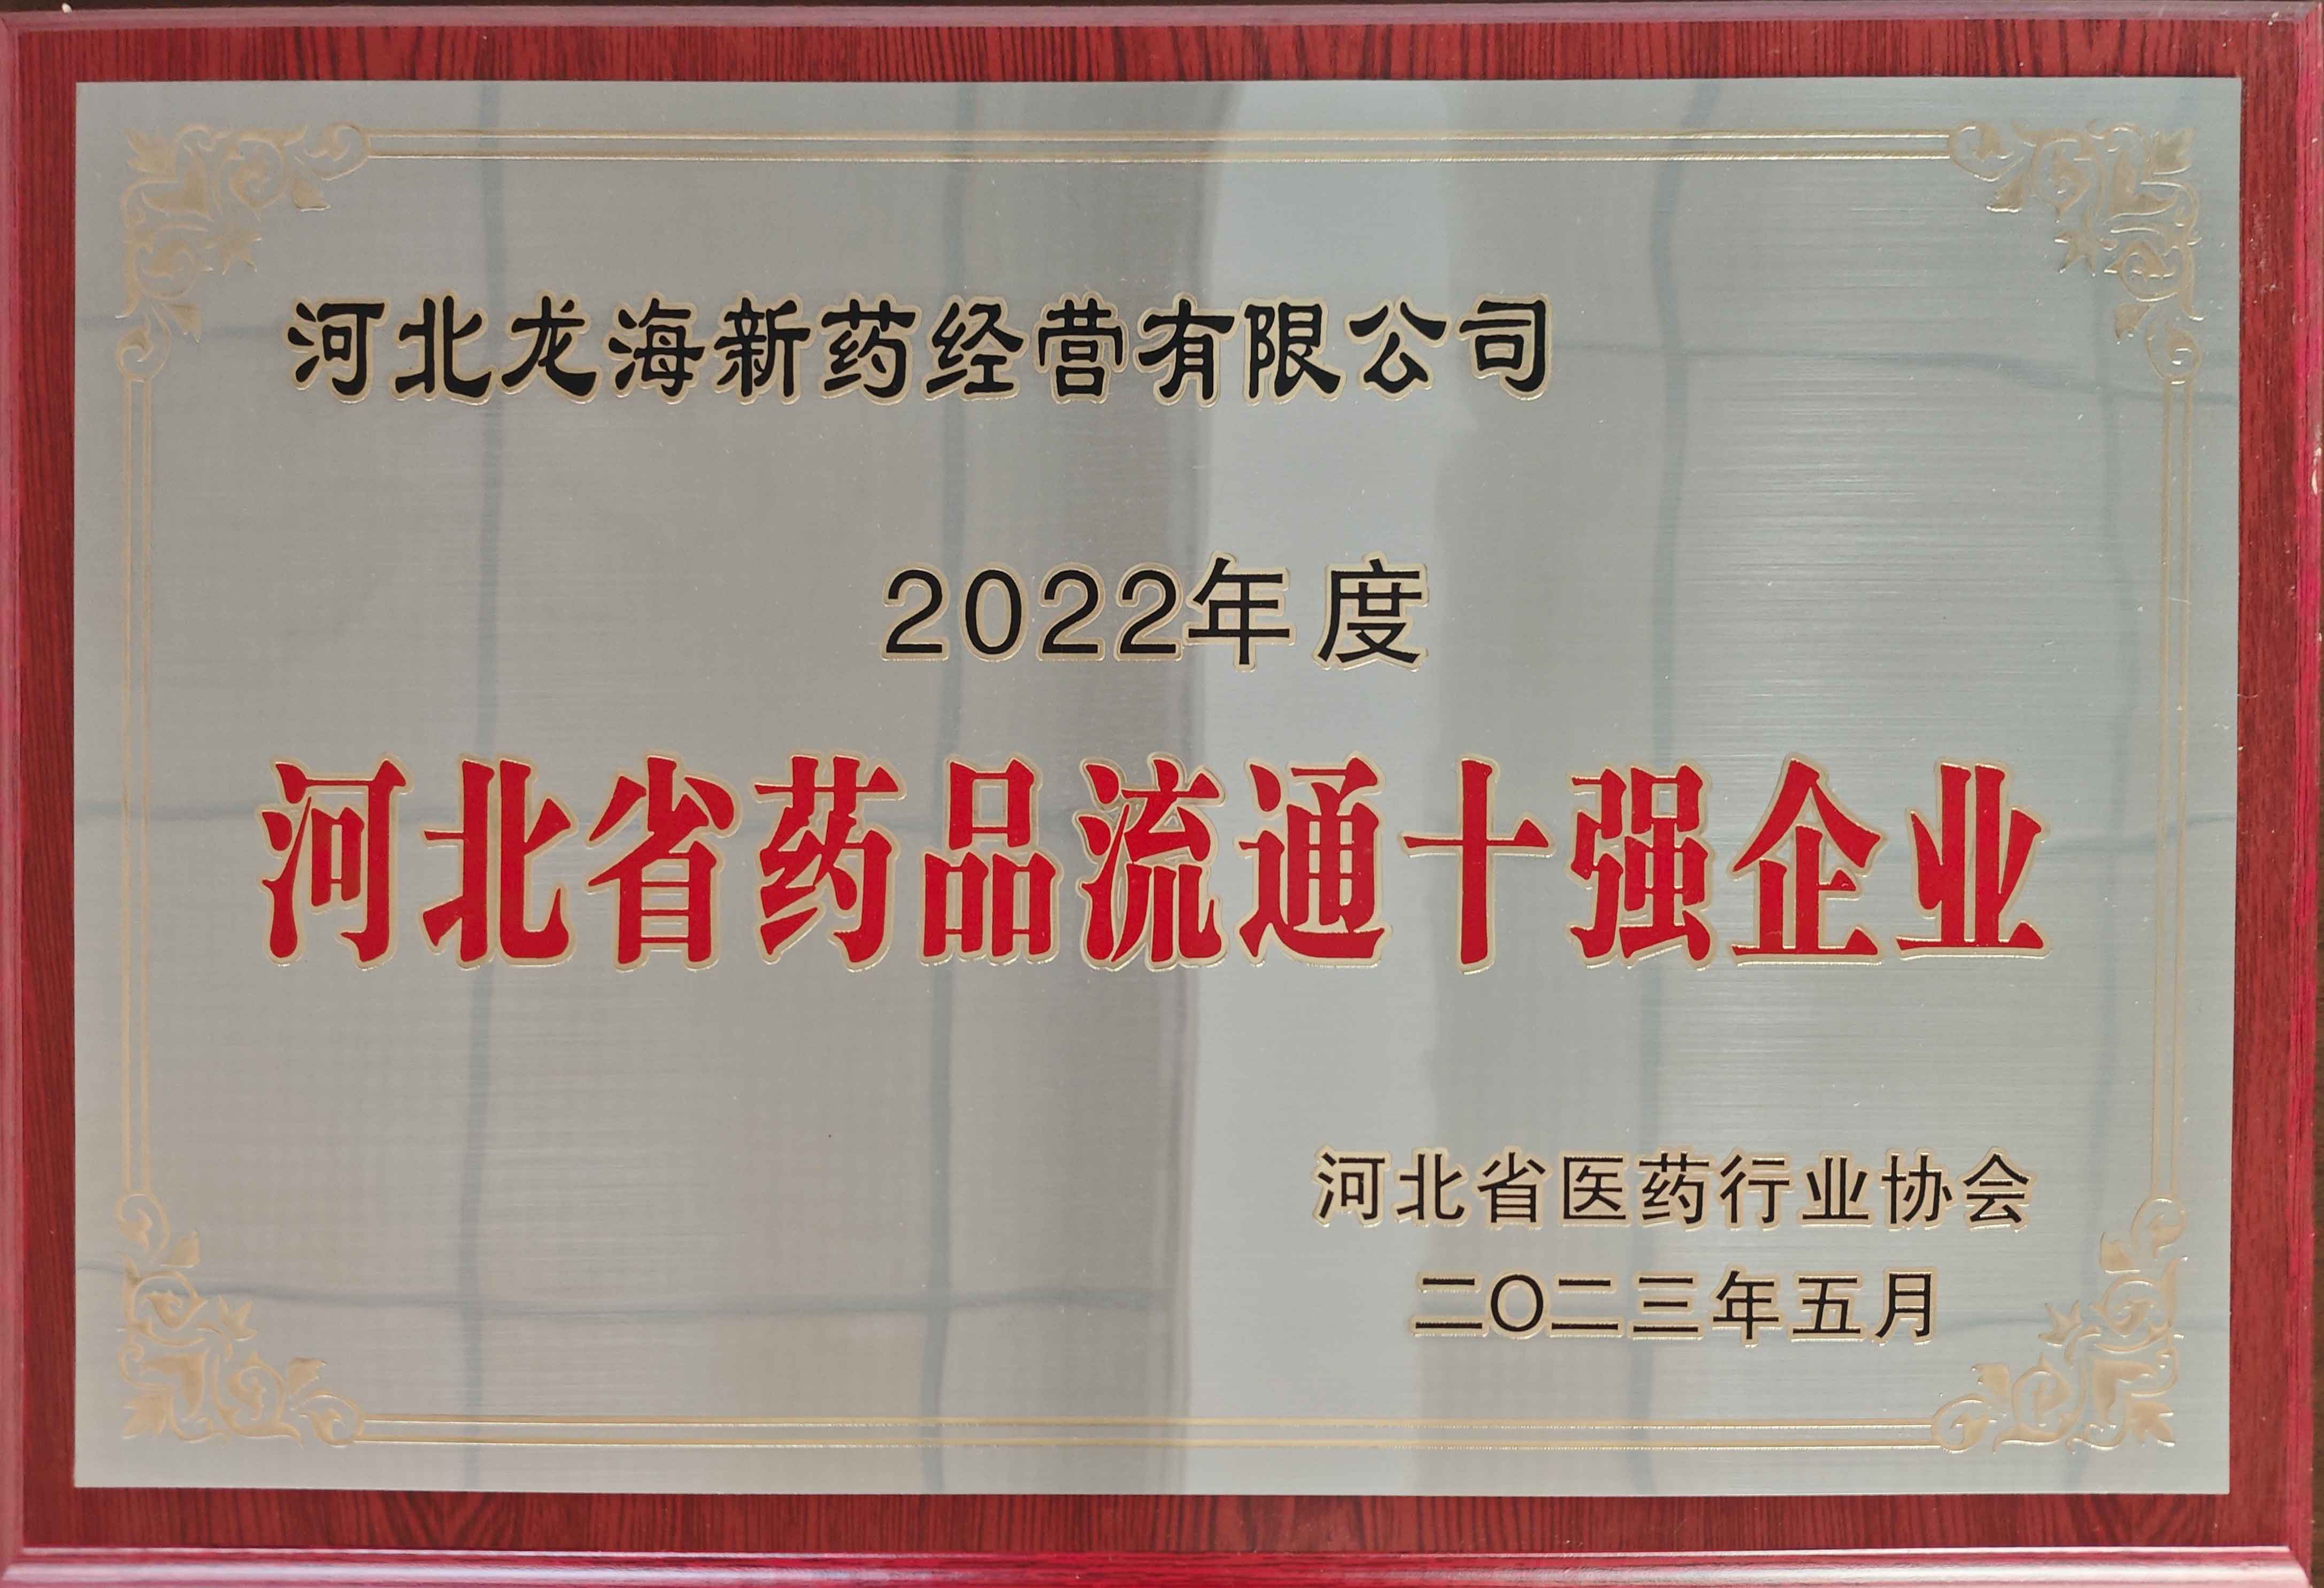 河北龙海新药经营有限公司
2022年度
河北省药品流通十强企业
河北省医药行业协会
二〇二三年五月